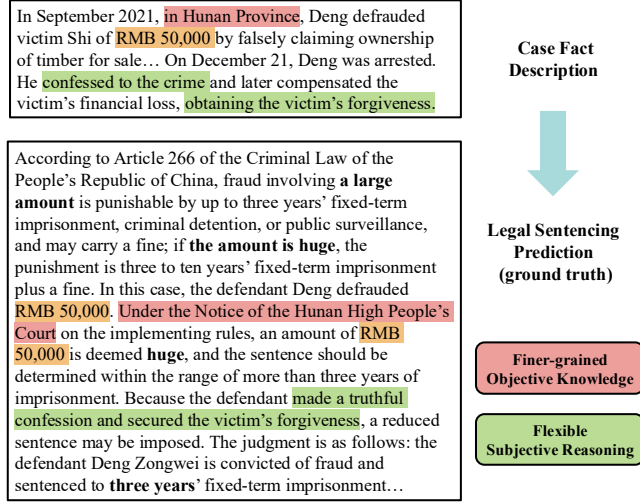 In September 2021, in Hunan Province, Deng defrauded
victim Shi of RMB 50,000 by falsely claiming ownership
of timber for sale… On December 21, Deng was arrested.
He confessed to the crime and later compensated the
victim's financial loss, obtaining the victim's forgiveness.
Case Fact
Description
According to Article 266 of the Criminal Law of the
People's Republic of China, fraud involving a large
amount is punishable by up to three years' fixed-term
imprisonment, criminal detention, or public surveillance,
and may carry a fine; if the amount is huge, the
punishment is three to ten years' fixed-term imprisonment
plus a fine. In this case, the defendant Deng defrauded
RMB 50,000. Under the Notice of the Hunan High People's
Court on the implementing rules, an amount of RMB
50,000 is deemed huge, and the sentence should be
determined within the range of more than three years of
imprisonment. Because the defendant made a truthful
confession and secured the victim's forgiveness, a reduced
sentence may be imposed. The judgment is as follows: the
defendant Deng Zongwei is convicted of fraud and
sentenced to three years' fixed-term imprisonment…
Legal Sentencing
Prediction
(ground truth)
Finer-grained
Objective Knowledge
Flexible
Subjective Reasoning